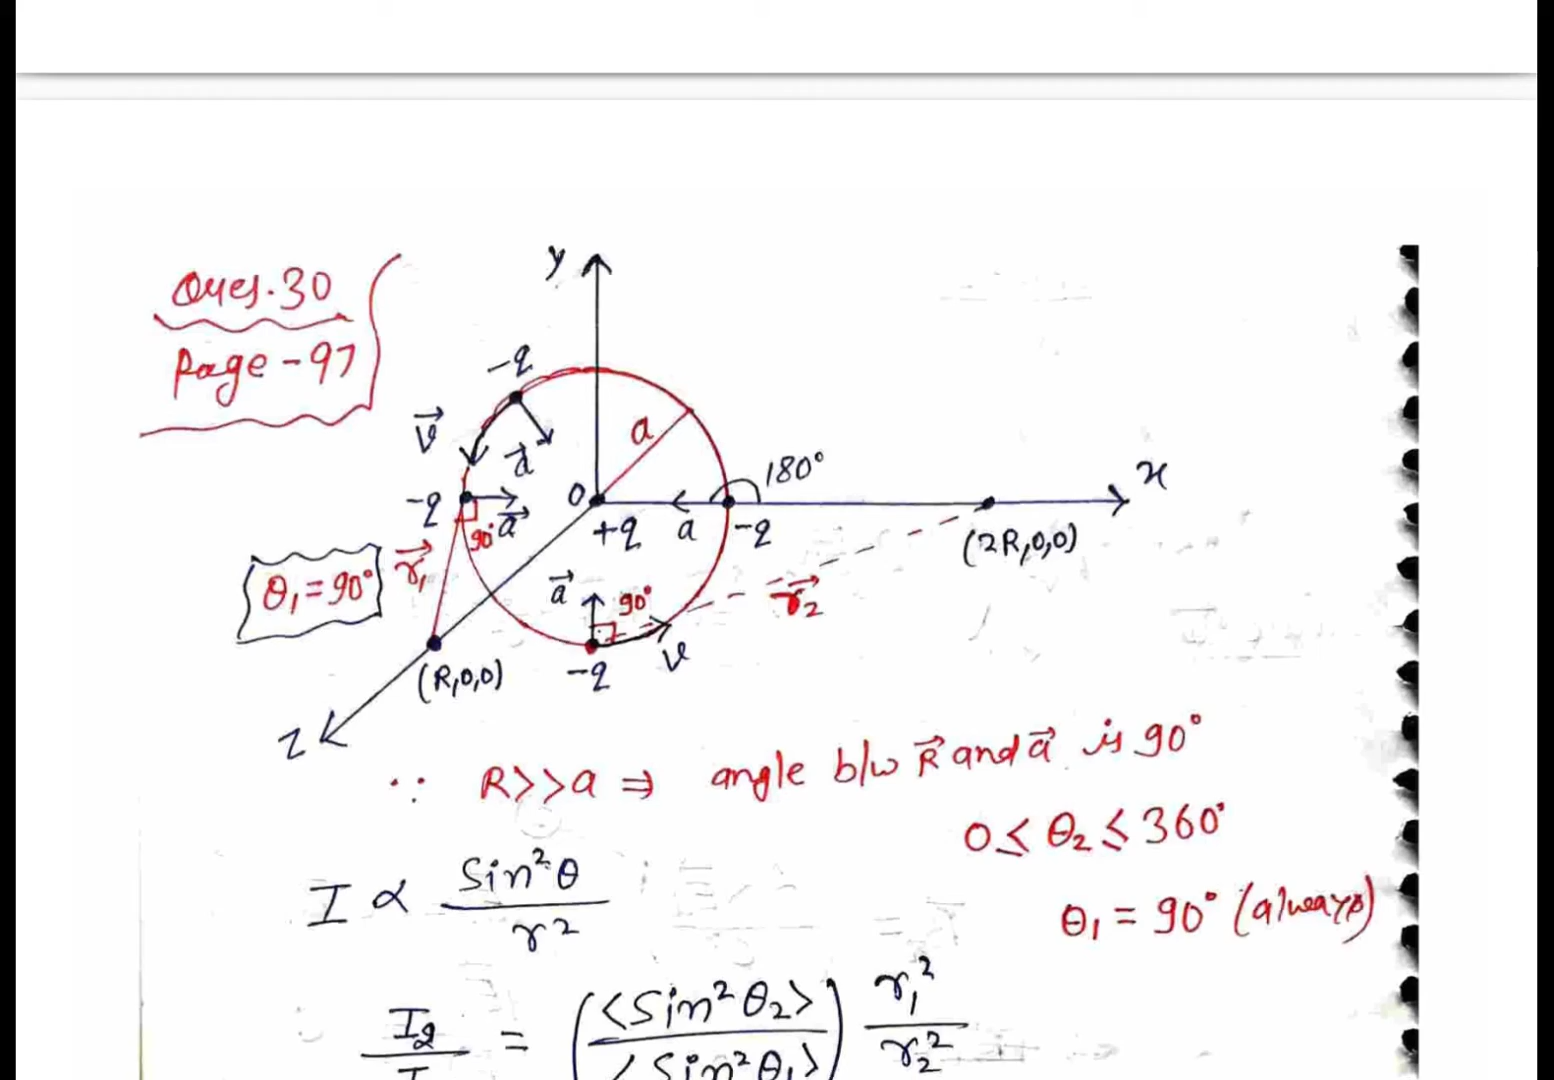 Ques.30
Page-97
y
-q
v⃗
a
a⃗
180°
x
-q
O
a⃗
90°
+q
a
-q
(2R,0,0)
θ₁=90°
r⃗₁
a⃗
90°
r⃗₂
(R,0,0)
-q
v
z
∵ R>>a ⇒ angle b/w R⃗ and a⃗ is 90°
0≤θ₂≤360°
I ∝ Sin²θ / r²
θ₁ = 90° (always)
I₂ / I = (<Sin²θ₂> / <Sin²θ₁>) r₁² / r₂²